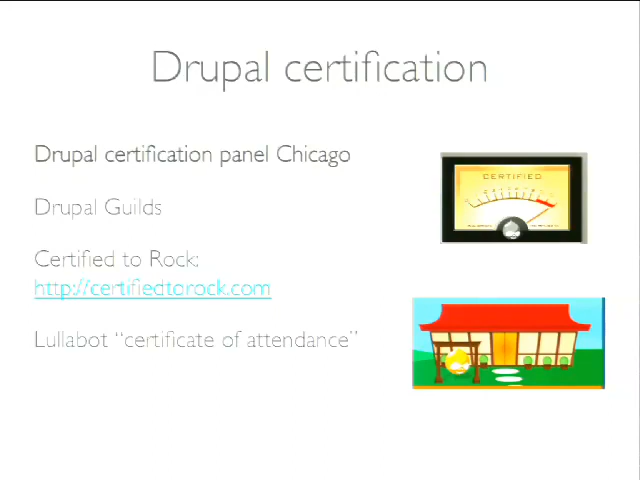 Drupal certification
Drupal certification panel Chicago
Drupal Guilds
Certified to Rock:
http://certifiedtorock.com
Lullabot “certificate of attendance”
CERTIFIED